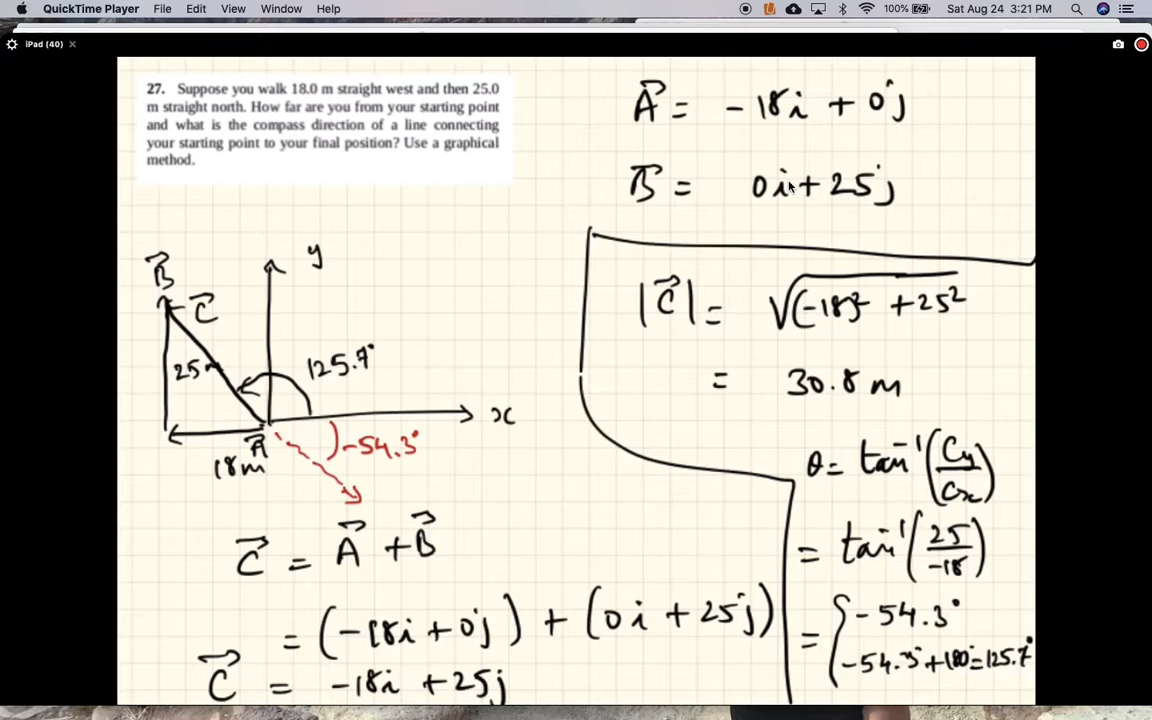 QuickTime Player File Edit View Window Help 100% Sat Aug 24 3:21 PM
iPad (40)
27. Suppose you walk 18.0 m straight west and then 25.0
m straight north. How far are you from your starting point
and what is the compass direction of a line connecting
your starting point to your final position? Use a graphical
method.
A⃗ = -18i + 0j
B⃗ = 0i + 25j
y
B⃗
C⃗
25m
125.7°
x
A⃗
18m
-54.3°
C⃗ = A⃗ + B⃗
= (-18i + 0j) + (0i + 25j)
C⃗ = -18i + 25j
|C⃗| = √(-18)² + 25²
= 30.8 m
θ = tan⁻¹(Cy/Cx)
= tan⁻¹(25/-18)
= { -54.3°
-54.3° + 180° = 125.7°